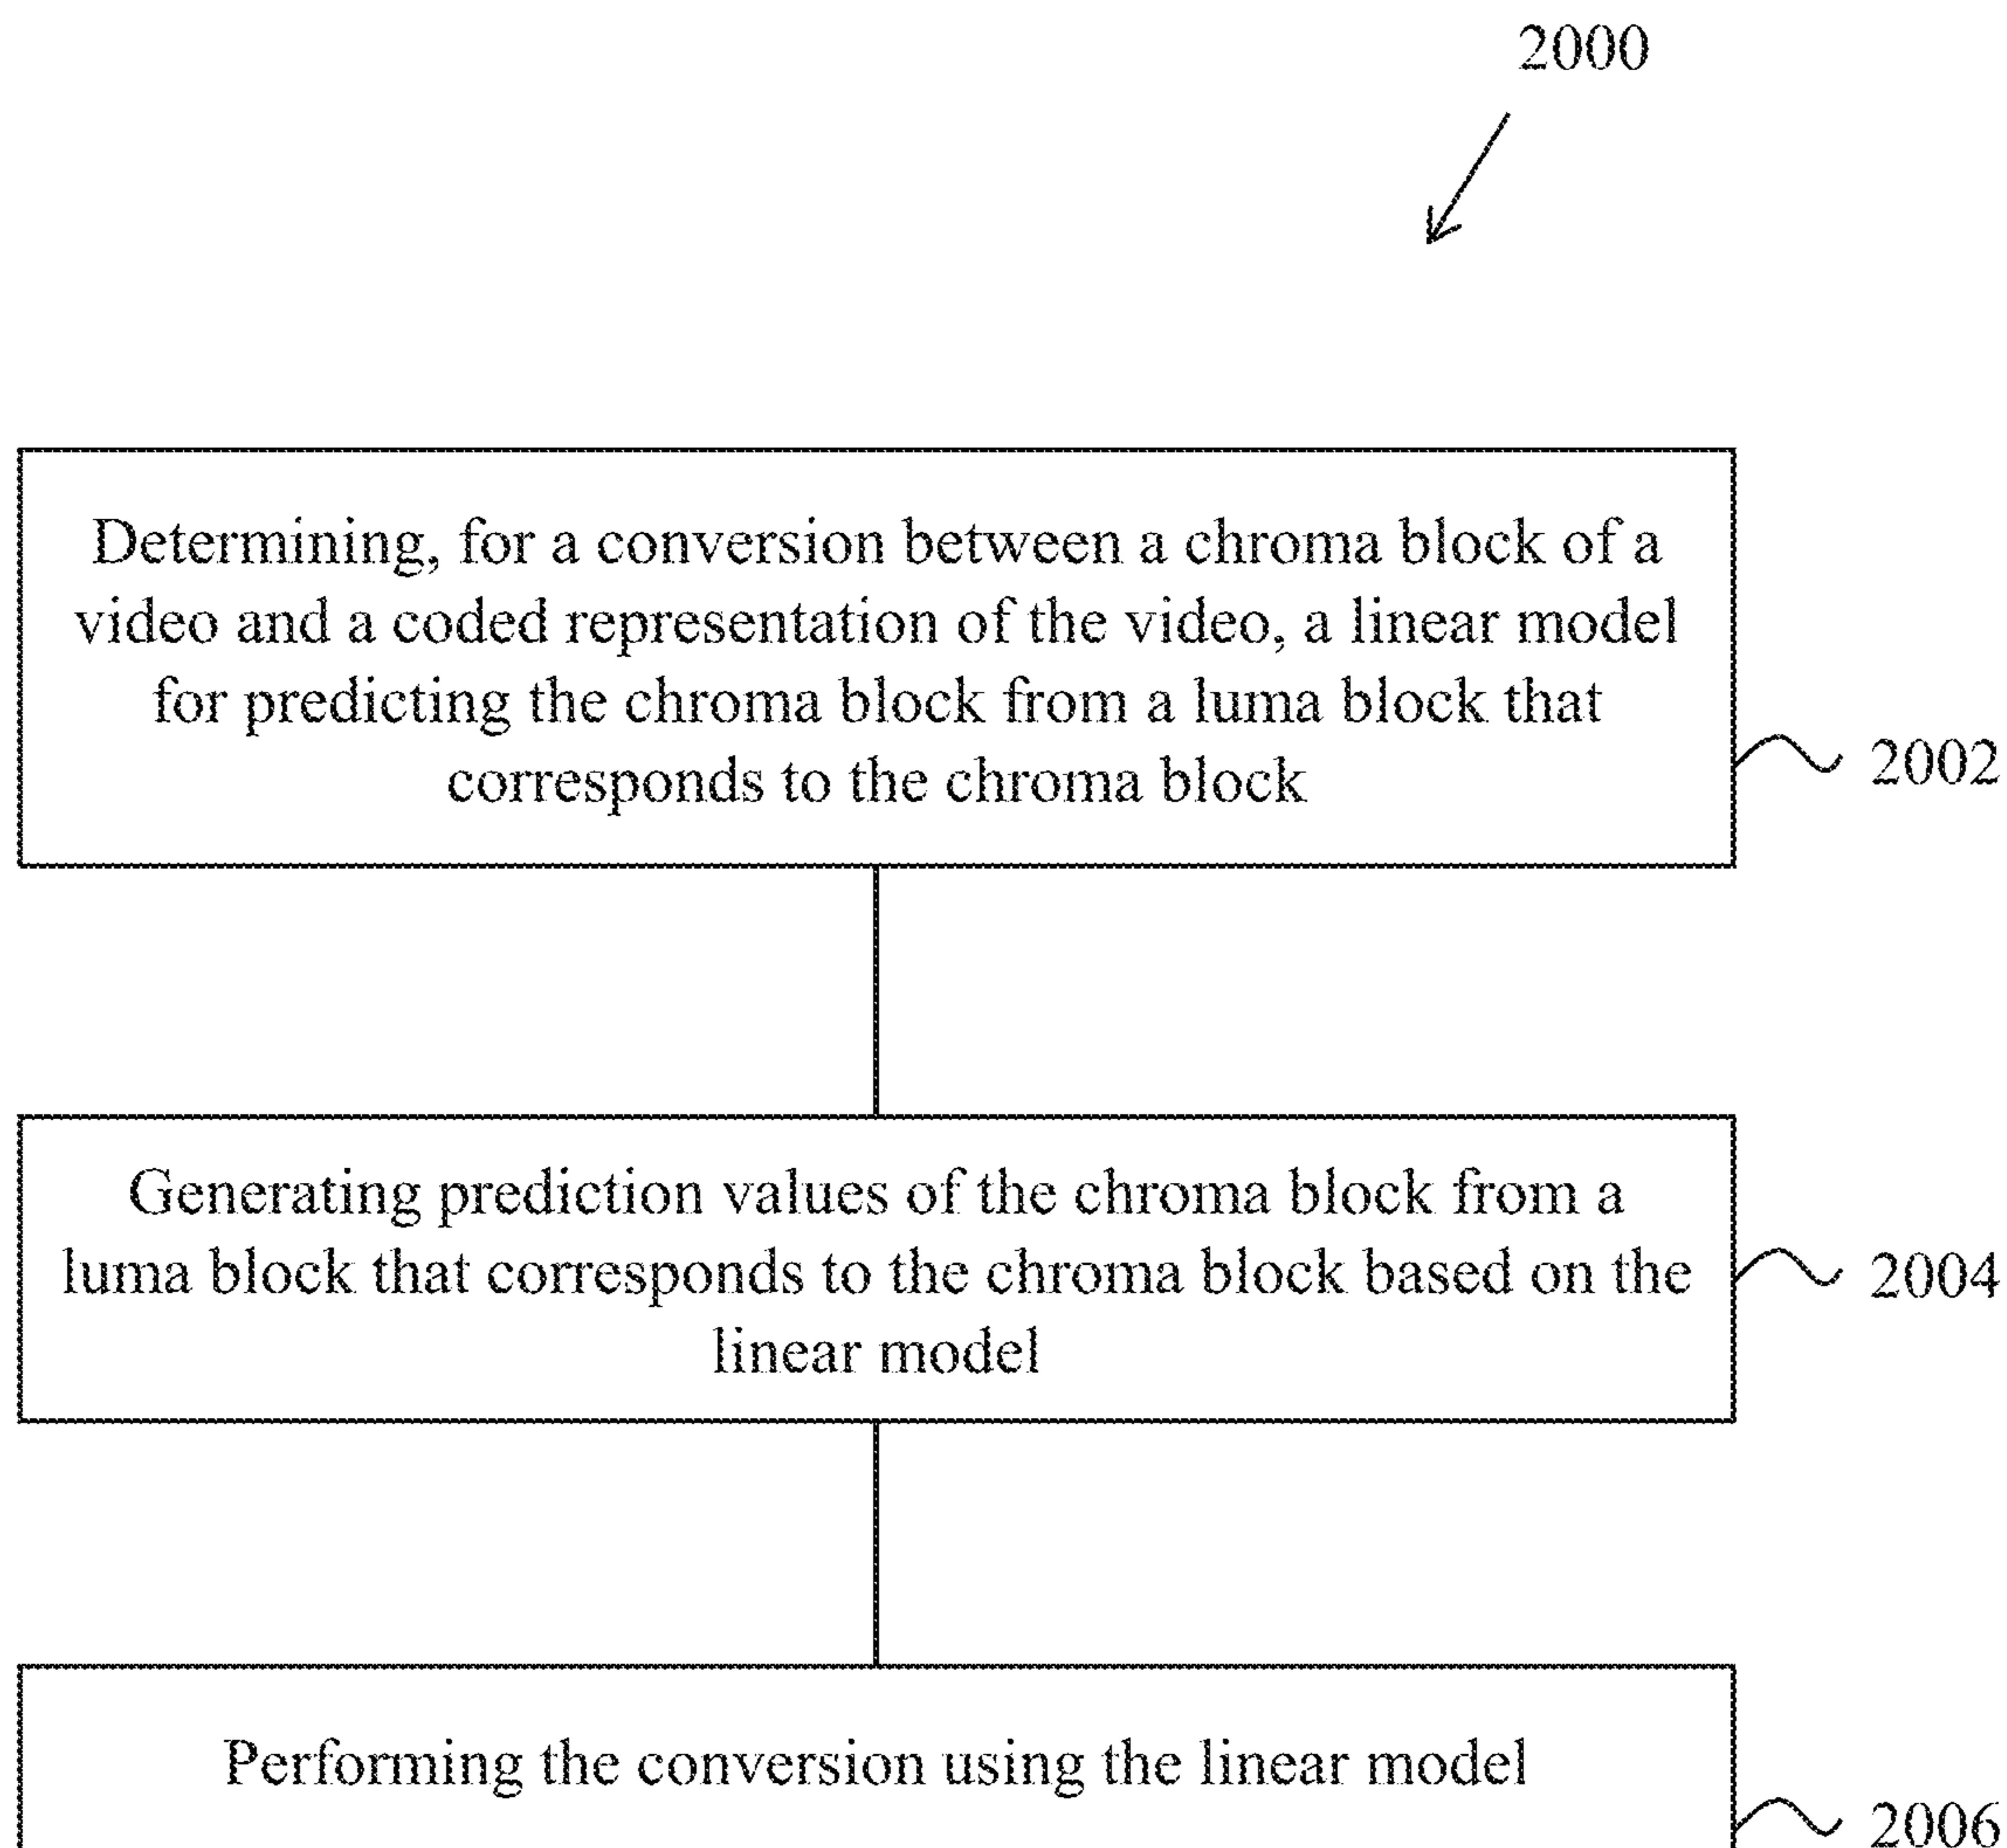 2000
Determining, for a conversion between a chroma block of a
video and a coded representation of the video, a linear model
for predicting the chroma block from a luma block that
corresponds to the chroma block
2002
Generating prediction values of the chroma block from a
luma block that corresponds to the chroma block based on the
linear model
2004
Performing the conversion using the linear model
2006